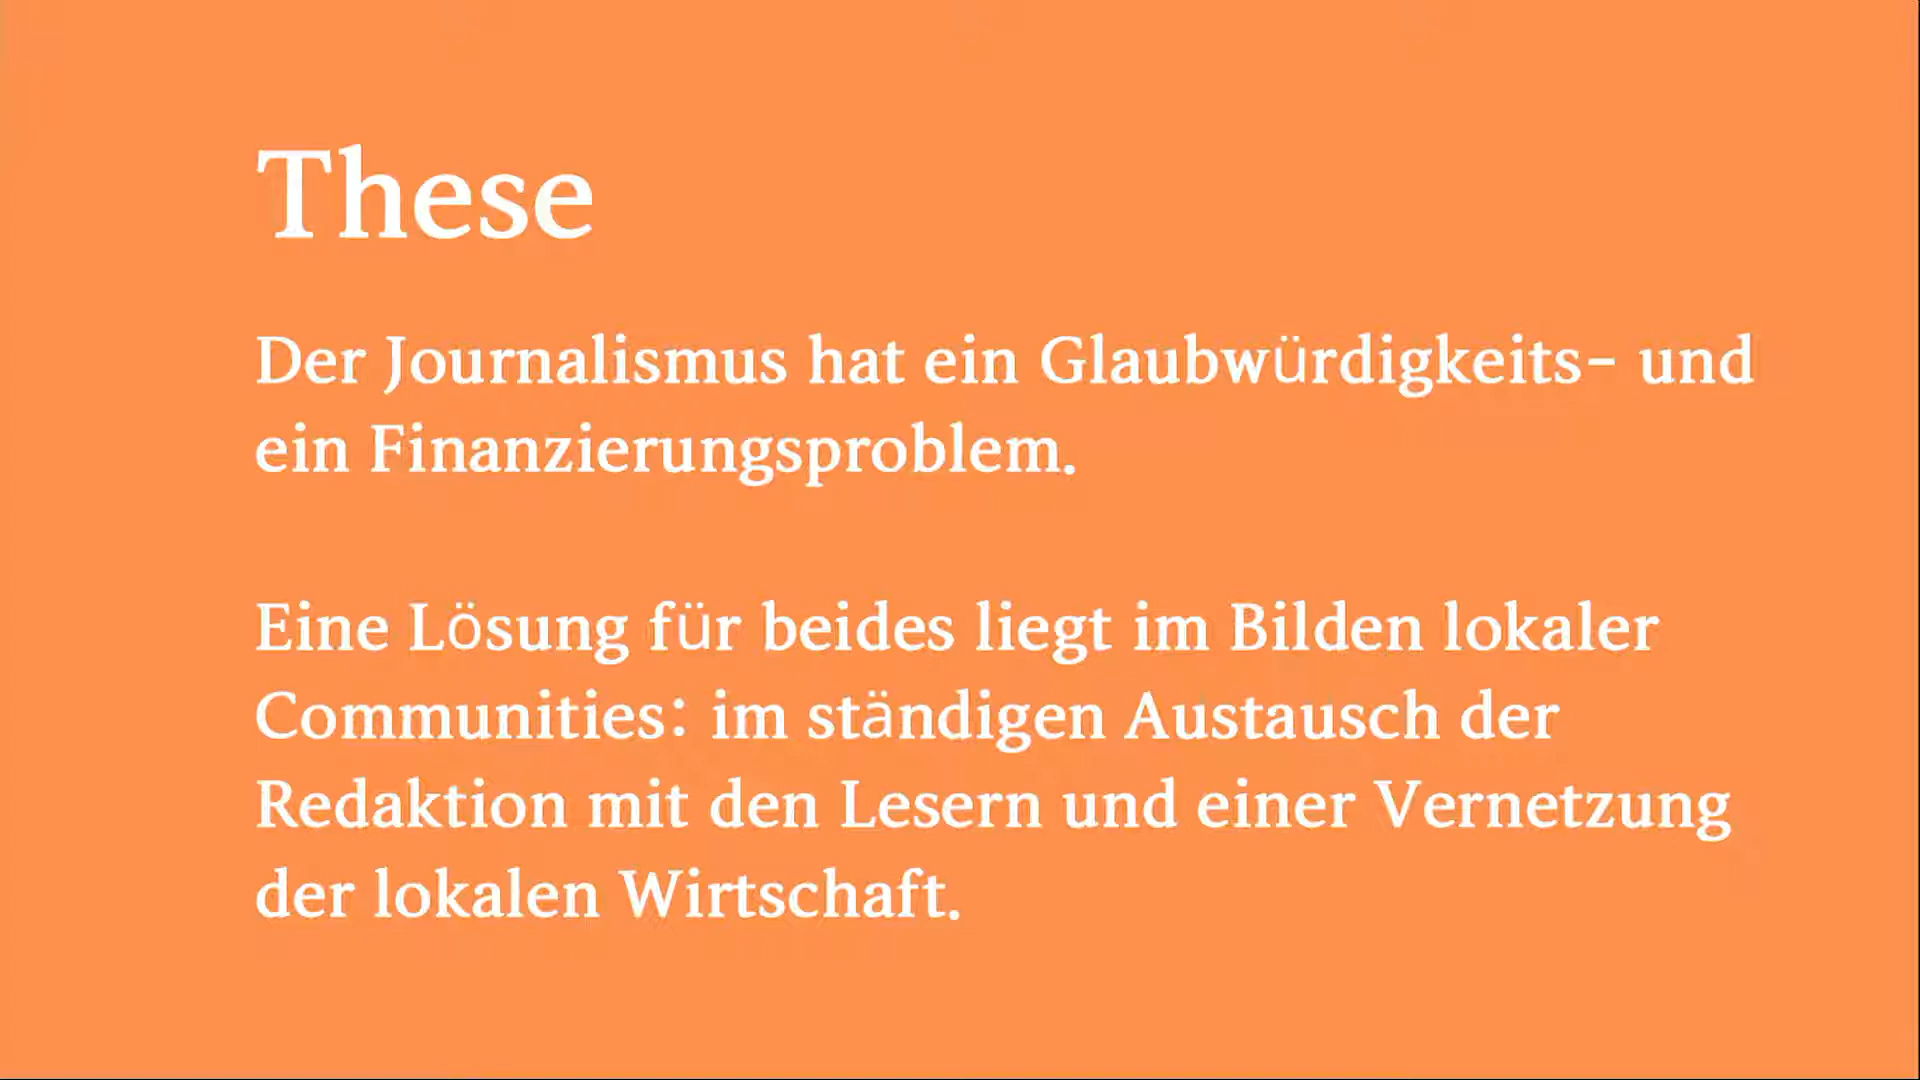 These
Der Journalismus hat ein Glaubwürdigkeits- und
ein Finanzierungsproblem.
Eine Lösung für beides liegt im Bilden lokaler
Communities: im ständigen Austausch der
Redaktion mit den Lesern und einer Vernetzung
der lokalen Wirtschaft.